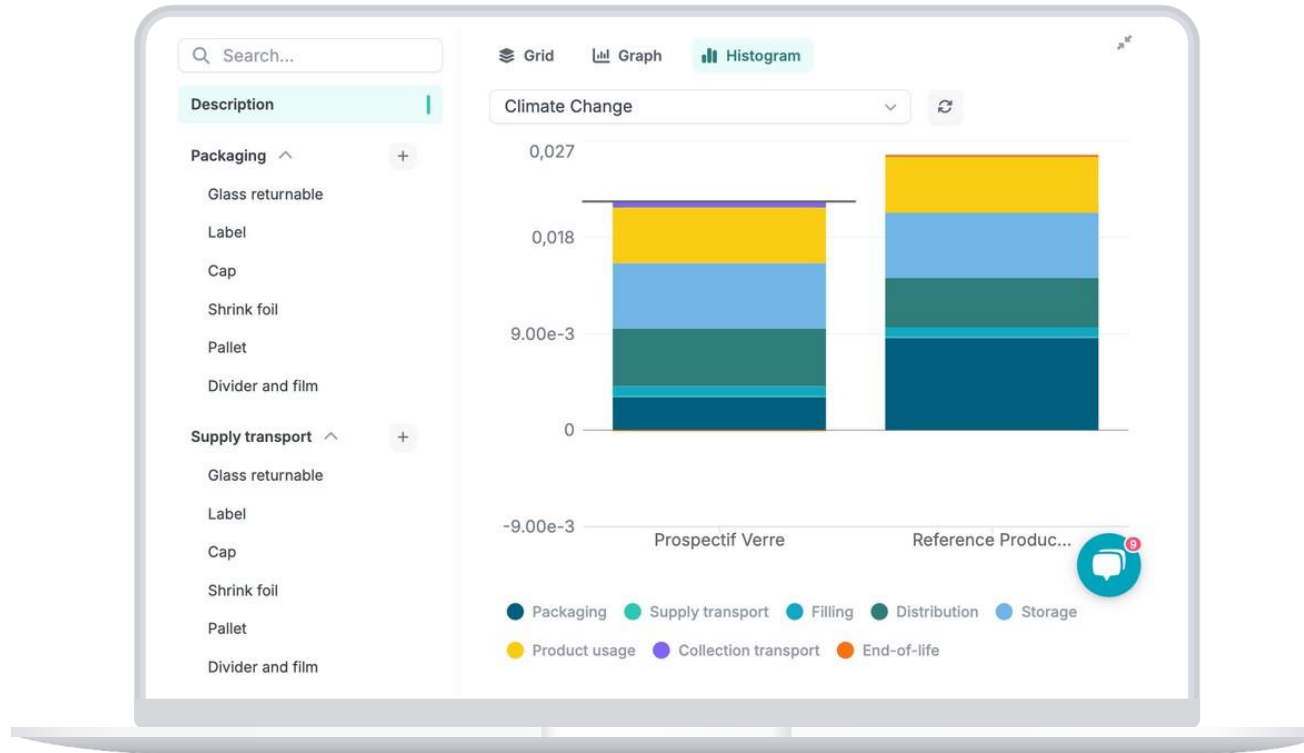 Search...
Description
Packaging
Glass returnable
Label
Cap
Shrink foil
Pallet
Divider and film
Supply transport
Glass returnable
Label
Cap
Shrink foil
Pallet
Divider and film
Grid Graph Histogram
Climate Change
0,027
0,018
9.00e-3
0
-9.00e-3
Prospectif Verre Reference Produc...
9
Packaging Supply transport Filling Distribution Storage
Product usage Collection transport End-of-life